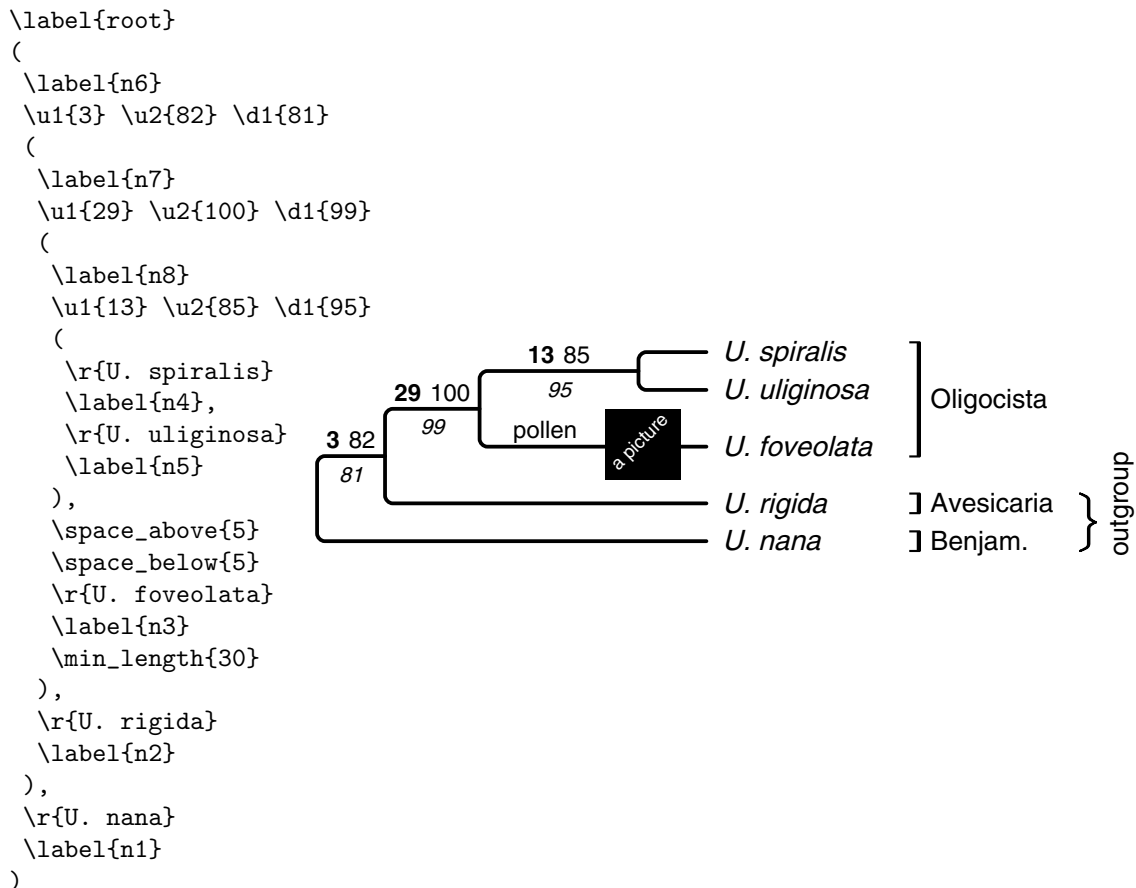 \label{root}
(
\label{n6}
\u1{3} \u2{82} \d1{81}
(
\label{n7}
\u1{29} \u2{100} \d1{99}
(
\label{n8}
\u1{13} \u2{85} \d1{95}
(
\r{U. spiralis}
\label{n4},
\r{U. uliginosa}
\label{n5}
),
\space_above{5}
\space_below{5}
\r{U. foveolata}
\label{n3}
\min_length{30}
),
\r{U. rigida}
\label{n2}
),
\r{U. nana}
\label{n1}
)
13 85
95
29 100
99
3 82
81
pollen
a picture
U. spiralis
U. uliginosa
U. foveolata
U. rigida
U. nana
Oligocista
Avesicaria
Benjam.
outgroup